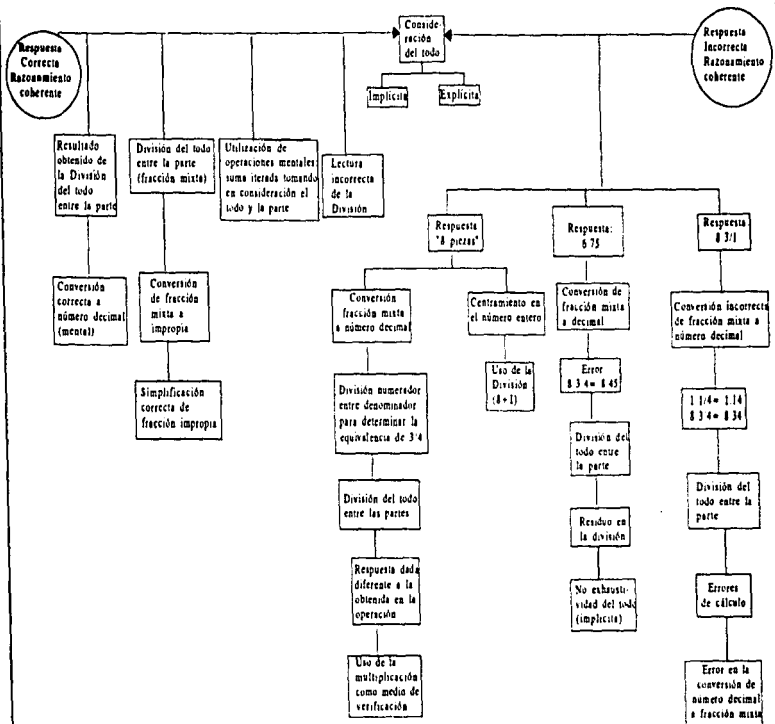 Respuesta
Correcta
Razonamiento
coherente
Conside-
ración
del todo
Implícita
Explícita
Respuesta
Incorrecta
Razonamiento
coherente
Resultado
obtenido de
la División
del todo
entre la parte
Conversión
correcta a
número decimal
(mental)
División del todo
entre la parte
(fracción mixta)
Conversión
de fracción
mixta a
impropia
Simplificación
correcta de
fracción impropia
Utilización de
operaciones mentales
suma iterada tomando
en consideración el
todo y la parte
Lectura
incorrecta
de la
División
Respuesta
"8 piezas"
Conversión
fracción mixta
a número decimal
División numerador
entre denominador
para determinar la
equivalencia de 3/4
División del todo
entre las partes
Respuesta dada
diferente a la
obtenida en la
operación
Uso de la
multiplicación
como medio de
verificación
Centramiento en
el número entero
Uso de la
División
(8÷1)
Respuesta:
6.75
Conversión de
fracción mixta
a decimal
Error
8 3/4= 8.45
División del
todo entre
la parte
Residuo en
la división
No exhausti-
vidad del todo
(implícita)
Respuesta
8 3/1
Conversión incorrecta
de fracción mixta a
número decimal
1 1/4= 1.14
8 3/4= 8.34
División del
todo entre la
parte
Errores
de cálculo
Error en la
conversión de
número decimal
a fracción mixta